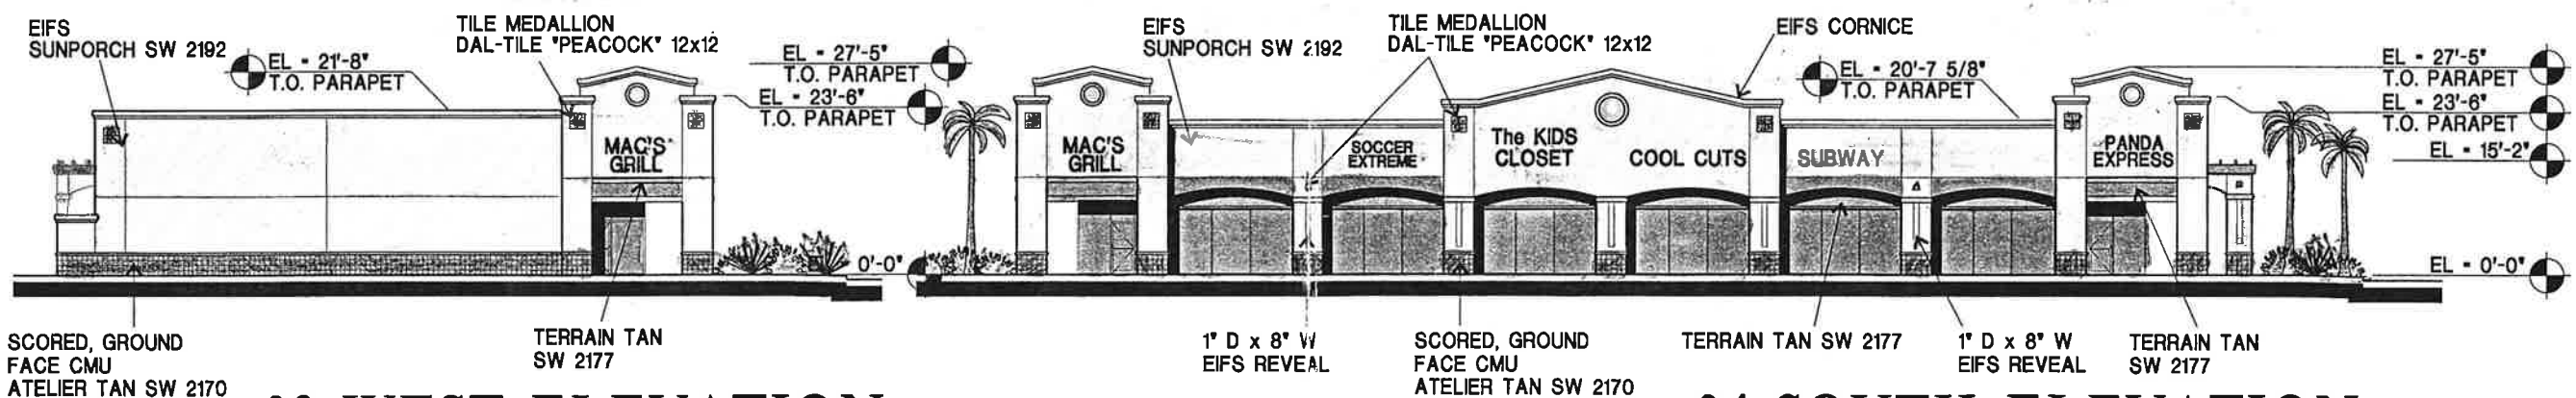 EIFS
SUNPORCH SW 2192
EL = 21'-8"
T.O. PARAPET
TILE MEDALLION
DAL-TILE "PEACOCK" 12x12
EL = 27'-5"
T.O. PARAPET
EL = 23'-6"
T.O. PARAPET
MAC'S
GRILL
0'-0"
SCORED, GROUND
FACE CMU
ATELIER TAN SW 2170
TERRAIN TAN
SW 2177
EIFS
SUNPORCH SW 2192
TILE MEDALLION
DAL-TILE "PEACOCK" 12x12
EIFS CORNICE
EL = 20'-7 5/8"
T.O. PARAPET
EL = 27'-5"
T.O. PARAPET
EL = 23'-6"
T.O. PARAPET
EL = 15'-2"
EL = 0'-0"
MAC'S
GRILL
SOCCER
EXTREME
The KIDS
CLOSET
COOL CUTS
SUBWAY
PANDA
EXPRESS
1" D x 8" W
EIFS REVEAL
SCORED, GROUND
FACE CMU
ATELIER TAN SW 2170
TERRAIN TAN SW 2177
1" D x 8" W
EIFS REVEAL
TERRAIN TAN
SW 2177
WEST ELEVATION
SOUTH ELEVATION